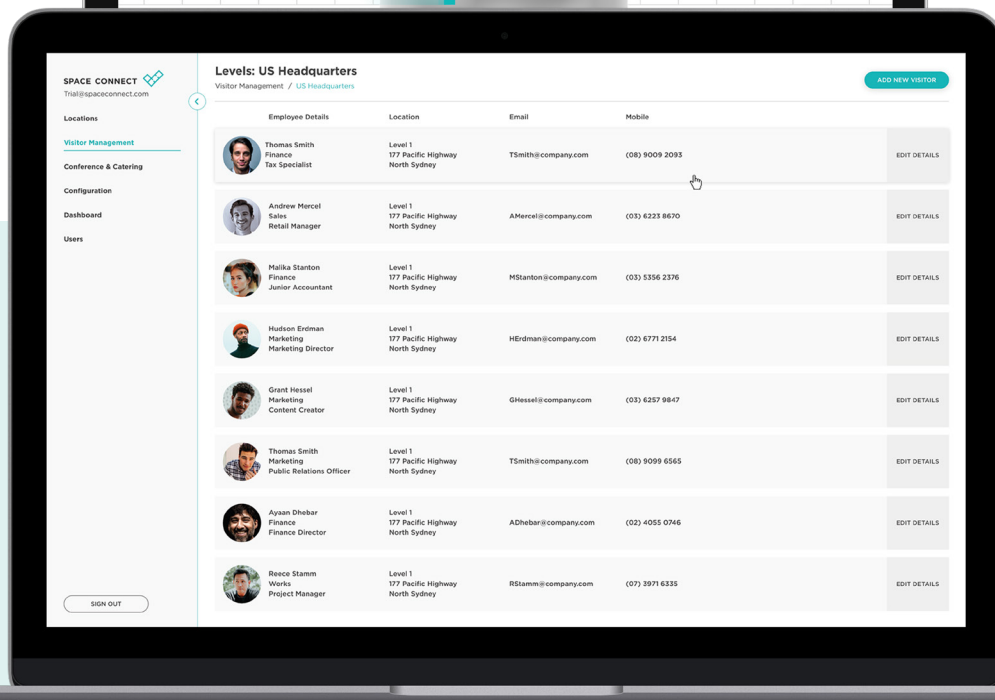 SPACE CONNECT
Trial@spaceconnect.com
Locations
Visitor Management
Conference & Catering
Configuration
Dashboard
Users
SIGN OUT
Levels: US Headquarters
Visitor Management / US Headquarters
ADD NEW VISITOR
Employee Details Location Email Mobile
Thomas Smith Level 1
Finance 177 Pacific Highway TSmith@company.com (08) 9009 2093 EDIT DETAILS
Tax Specialist North Sydney
Andrew Mercel Level 1
Sales 177 Pacific Highway AMercel@company.com (03) 6223 8670 EDIT DETAILS
Retail Manager North Sydney
Malika Stanton Level 1
Finance 177 Pacific Highway MStanton@company.com (03) 5356 2376 EDIT DETAILS
Junior Accountant North Sydney
Hudson Erdman Level 1
Marketing 177 Pacific Highway HErdman@company.com (02) 6771 2154 EDIT DETAILS
Marketing Director North Sydney
Grant Hessel Level 1
Marketing 177 Pacific Highway GHessel@company.com (03) 6257 9847 EDIT DETAILS
Content Creator North Sydney
Thomas Smith Level 1
Marketing 177 Pacific Highway TSmith@company.com (08) 9099 6565 EDIT DETAILS
Public Relations Officer North Sydney
Ayaan Dhebar Level 1
Finance 177 Pacific Highway ADhebar@company.com (02) 4055 0746 EDIT DETAILS
Finance Director North Sydney
Reece Stamm Level 1
Works 177 Pacific Highway RStamm@company.com (07) 3971 6335 EDIT DETAILS
Project Manager North Sydney